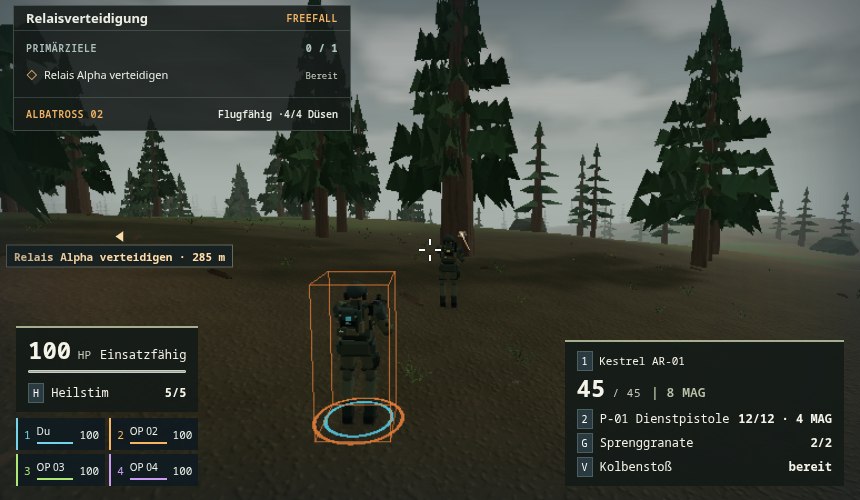 Relaisverteidigung FREEFALL
PRIMÄRZIELE 0 / 1
Relais Alpha verteidigen Bereit
ALBATROSS 02 Flugfähig ·4/4 Düsen
Relais Alpha verteidigen · 285 m
100 HP Einsatzfähig
H Heilstim 5/5
1 Du 100
2 OP 02 100
3 OP 03 100
4 OP 04 100
1 Kestrel AR-01
45 / 45 | 8 MAG
2 P-01 Dienstpistole 12/12 · 4 MAG
G Sprenggranate 2/2
V Kolbenstoß bereit